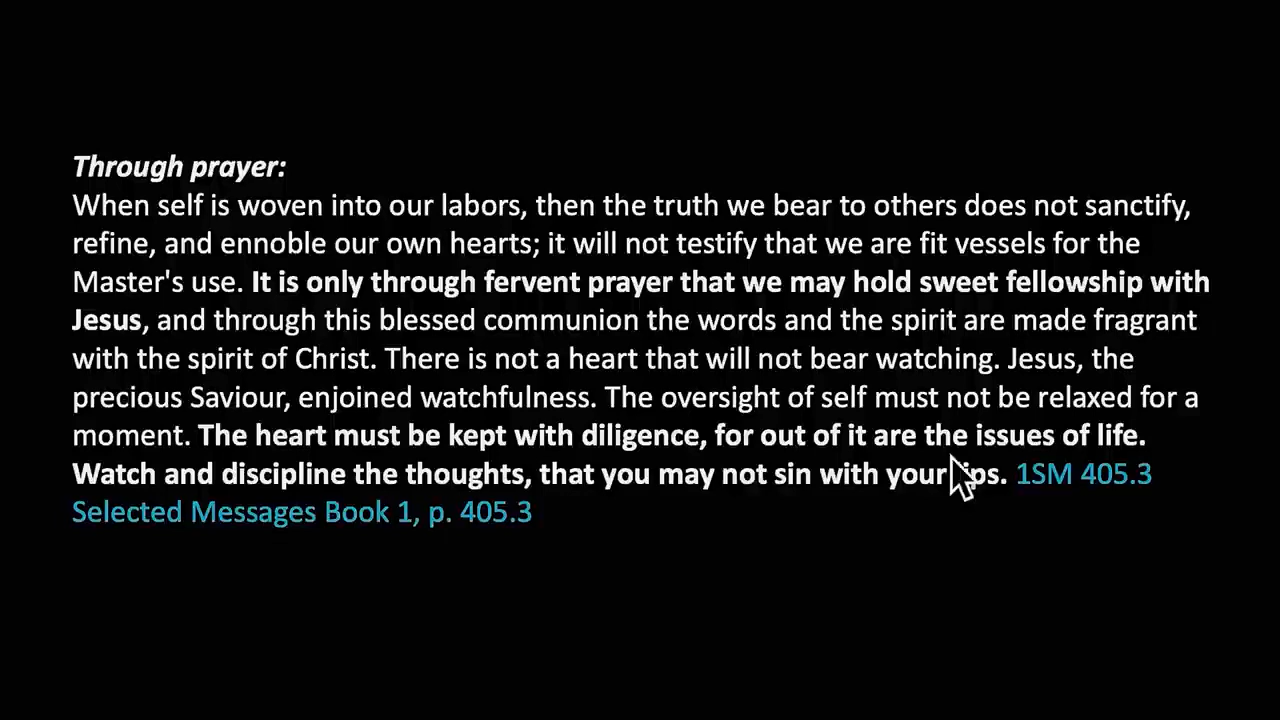 Through prayer:
When self is woven into our labors, then the truth we bear to others does not sanctify,
refine, and ennoble our own hearts; it will not testify that we are fit vessels for the
Master's use. It is only through fervent prayer that we may hold sweet fellowship with
Jesus, and through this blessed communion the words and the spirit are made fragrant
with the spirit of Christ. There is not a heart that will not bear watching. Jesus, the
precious Saviour, enjoined watchfulness. The oversight of self must not be relaxed for a
moment. The heart must be kept with diligence, for out of it are the issues of life.
Watch and discipline the thoughts, that you may not sin with your lips. 1SM 405.3
Selected Messages Book 1, p. 405.3